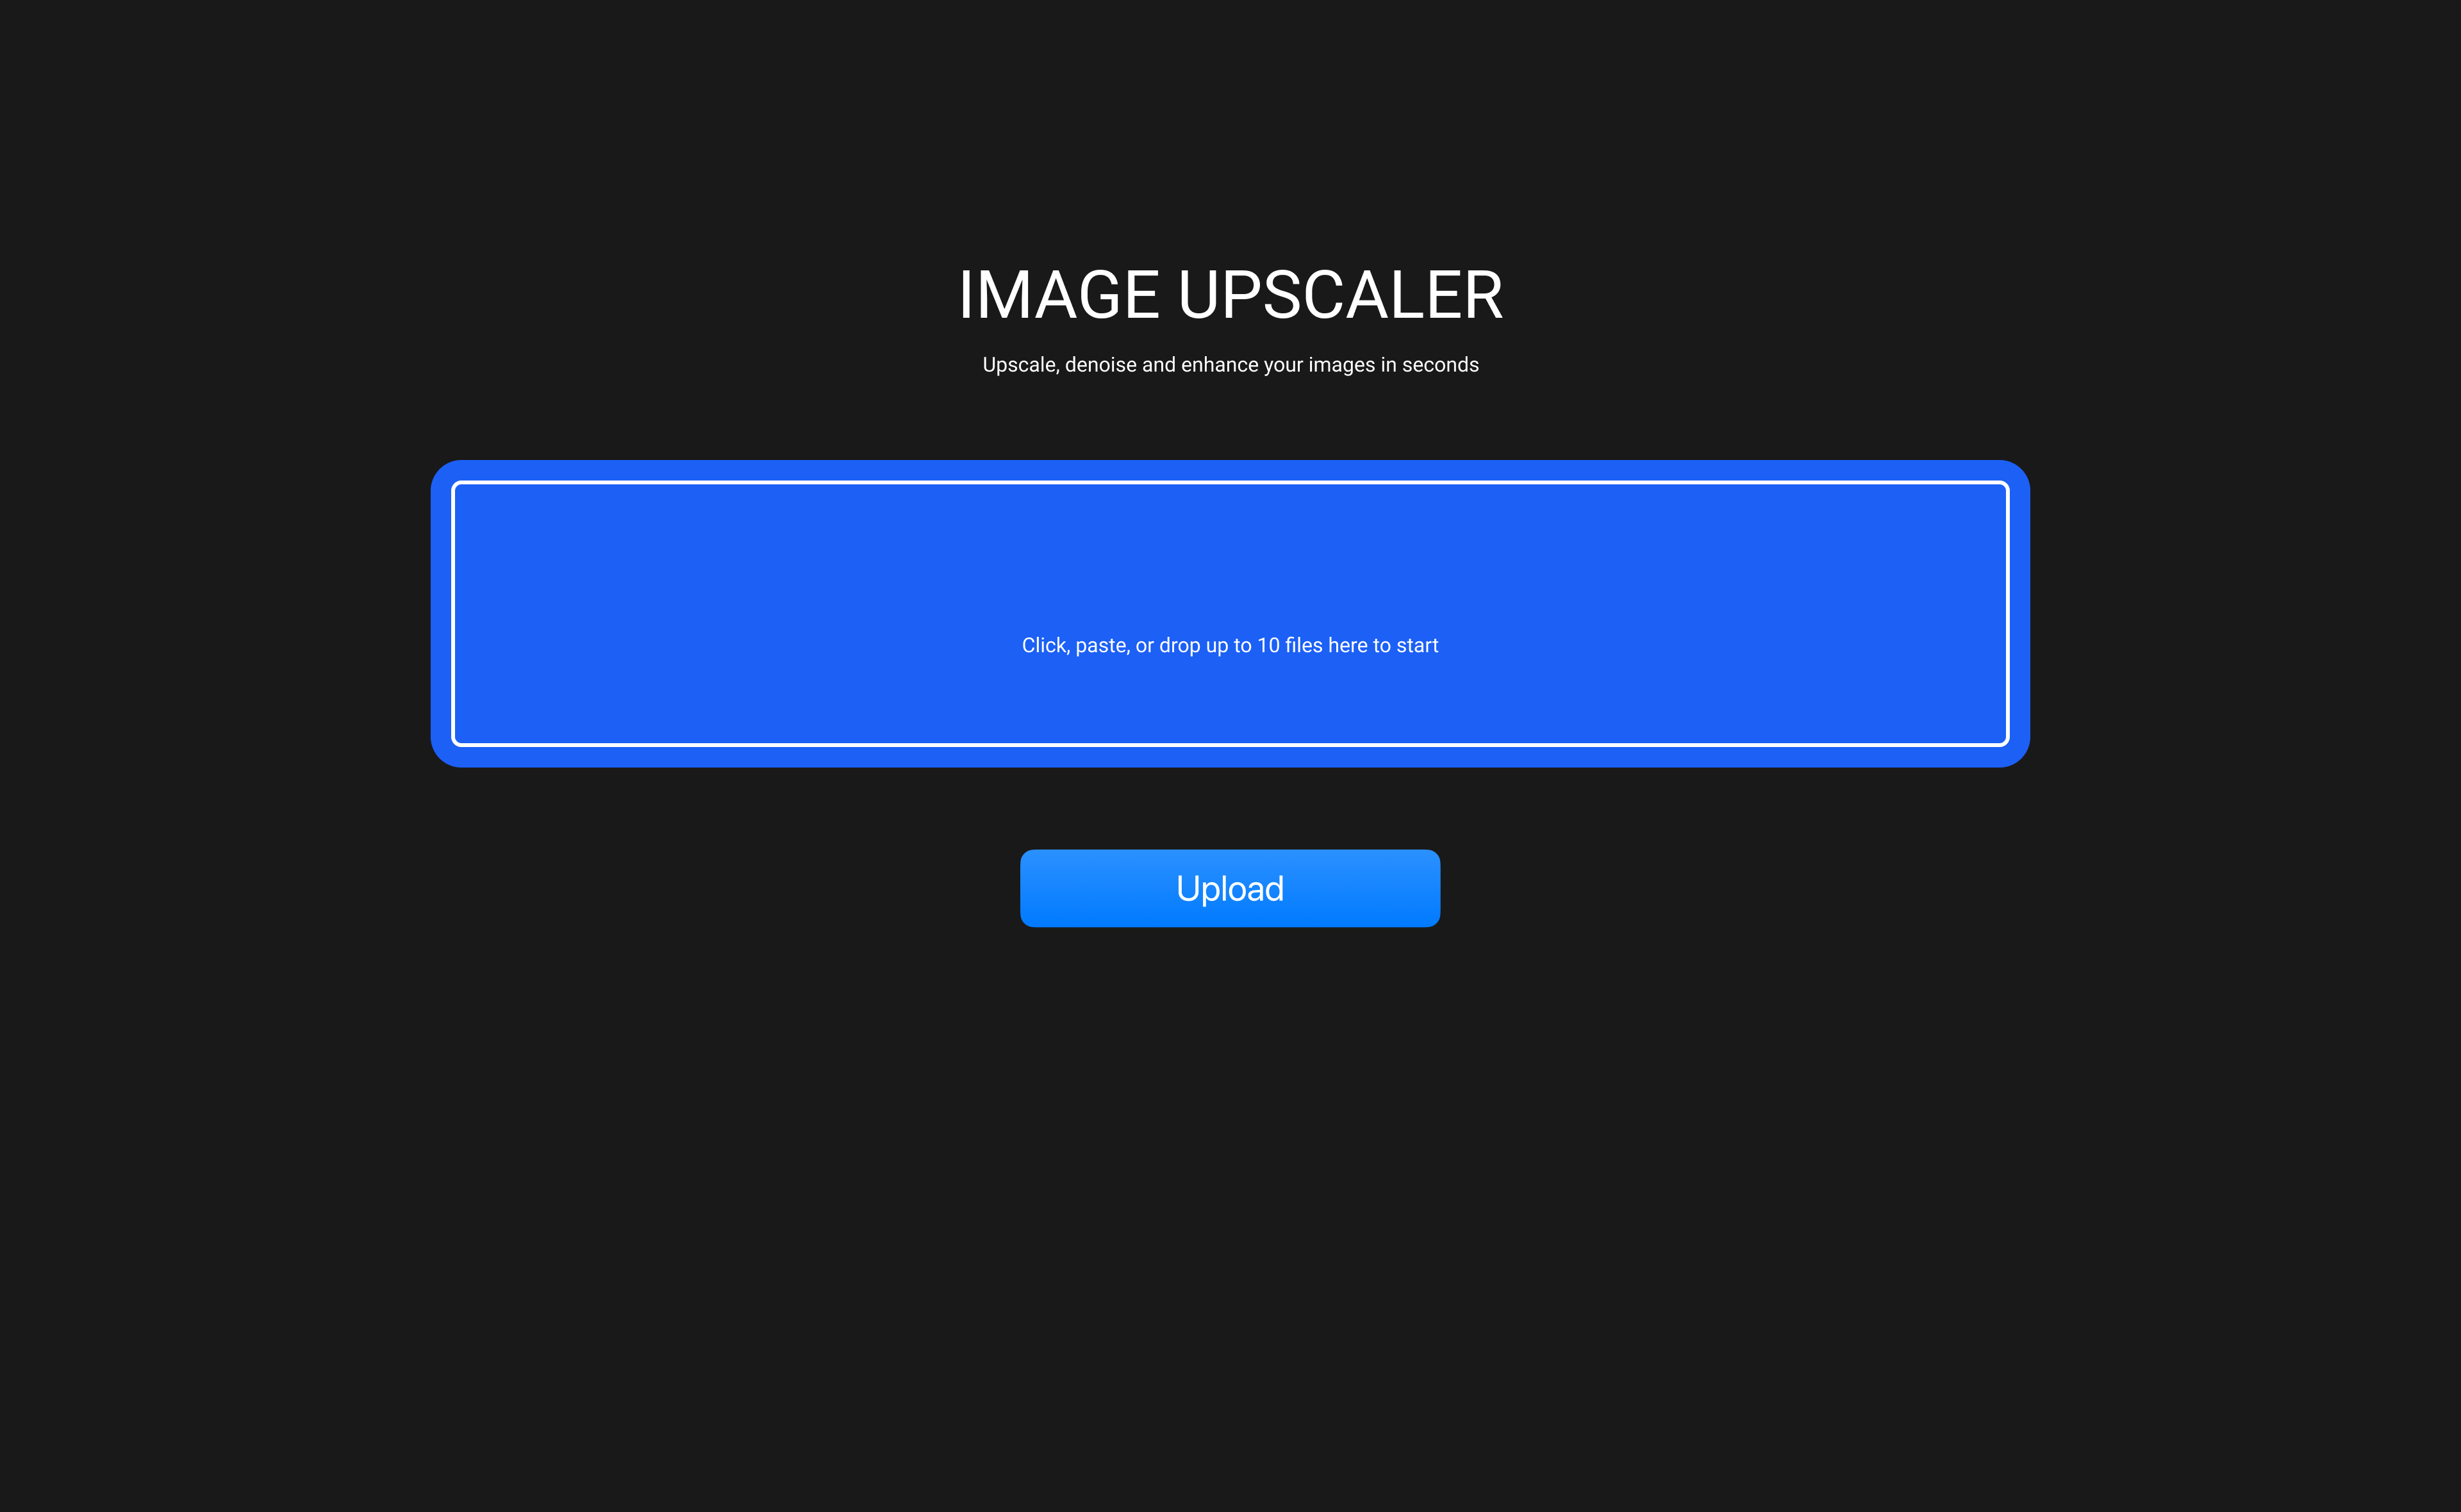 IMAGE UPSCALER
Upscale, denoise and enhance your images in seconds
Click, paste, or drop up to 10 files here to start
Upload